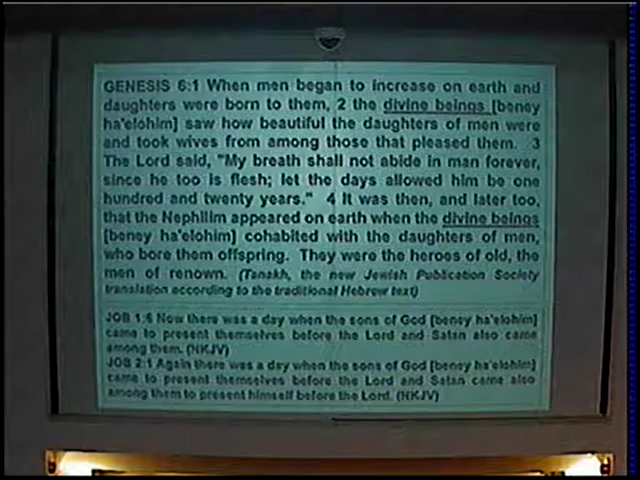 GENESIS 6:1 When men began to increase on earth and
daughters were born to them, 2 the divine beings [beney
ha'elohim] saw how beautiful the daughters of men were
and took wives from among those that pleased them. 3
The Lord said, "My breath shall not abide in man forever,
since he too is flesh; let the days allowed him be one
hundred and twenty years." 4 It was then, and later too,
that the Nephilim appeared on earth when the divine beings
[beney ha'elohim] cohabited with the daughters of men,
who bore them offspring. They were the heroes of old, the
men of renown. (Tanakh, the new Jewish Publication Society
translation according to the traditional Hebrew text)
JOB 1:6 Now there was a day when the sons of God [beney ha'elohim]
came to present themselves before the Lord and Satan also came
among them. (NKJV)
JOB 2:1 Again there was a day when the sons of God [beney ha'elohim]
came to present themselves before the Lord and Satan came also
among them to present himself before the Lord. (NKJV)